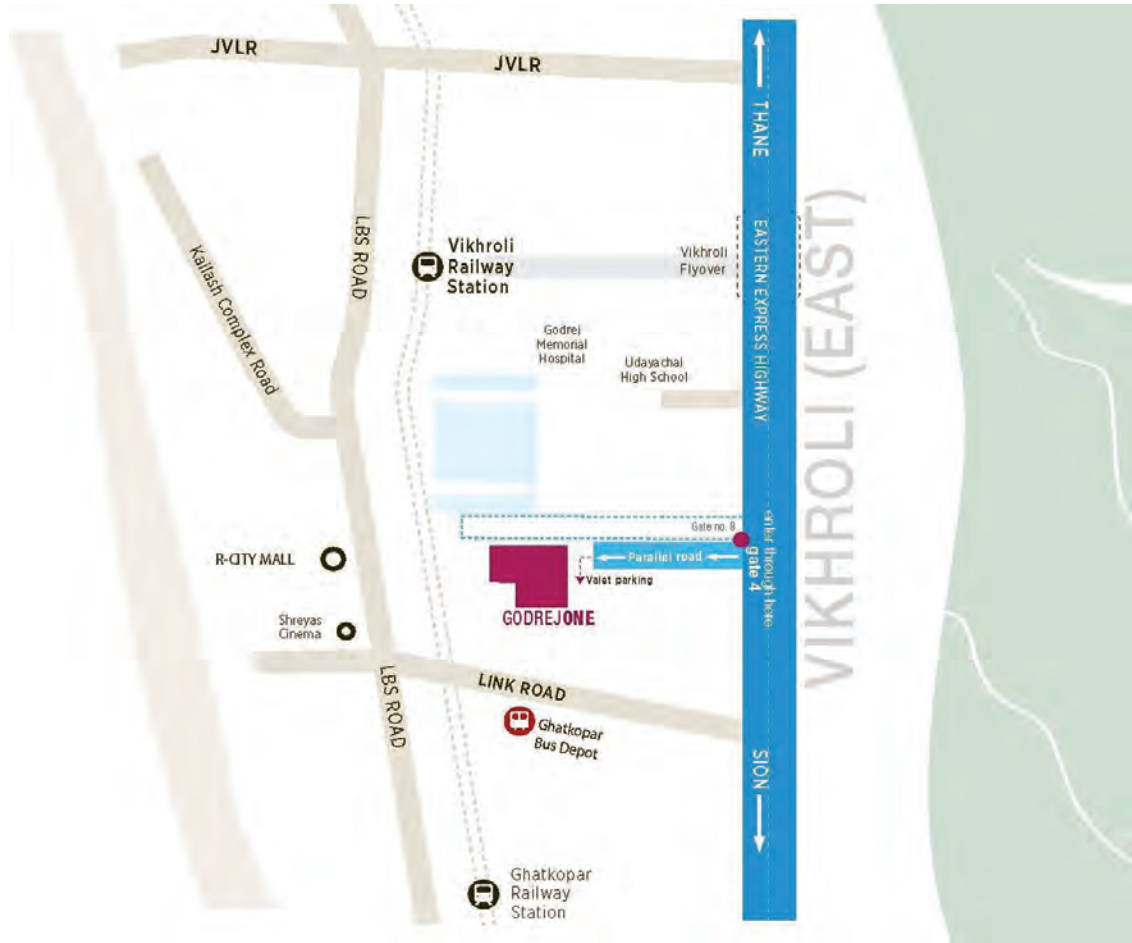 JVLR
JVLR
THANE
LBS ROAD
Kailash Complex Road
Vikhroli
Railway
Station
Vikhroli
Flyover
EASTERN EXPRESS HIGHWAY
VIKHROLI (EAST)
Godrej
Memorial
Hospital
Udayachal
High School
Gate no. 8
enter through here
gate 4
Parallel road
Valet parking
R-CITY MALL
GODREJONE
Shreyas
Cinema
LBS ROAD
LINK ROAD
Ghatkopar
Bus Depot
SION
Ghatkopar
Railway
Station